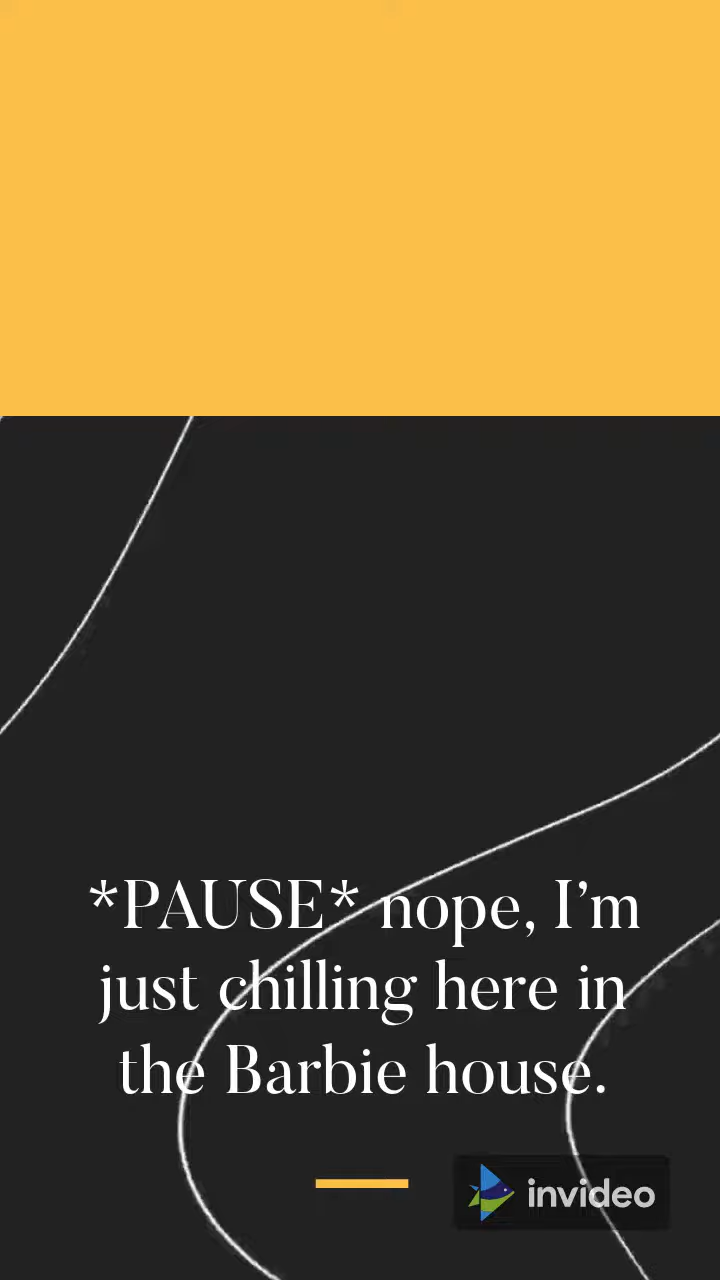 *PAUSE* nope, I’m
just chilling here in
the Barbie house.
invideo